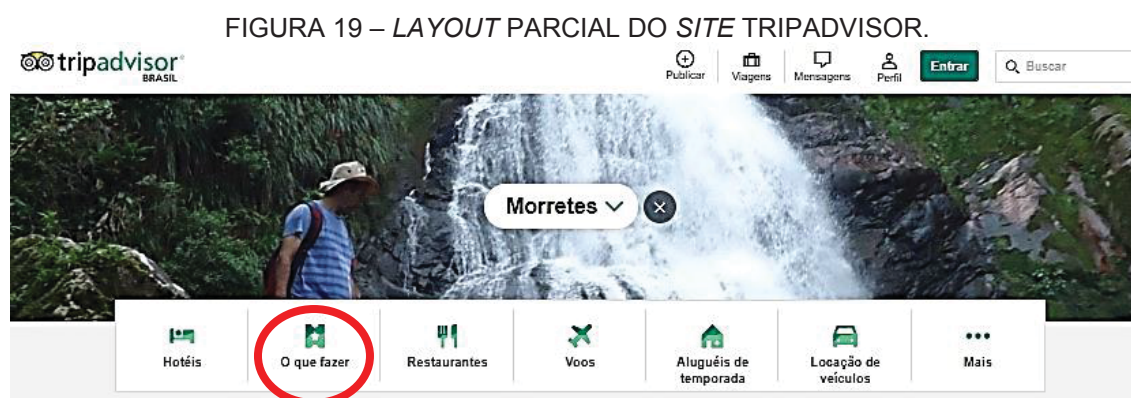 FIGURA 19 – LAYOUT PARCIAL DO SITE TRIPADVISOR.
tripadvisor
BRASIL
Publicar
Viagens
Mensagens
Perfil
Entrar
Buscar
Morretes
Hotéis
O que fazer
Restaurantes
Voos
Aluguéis de
temporada
Locação de
veículos
Mais